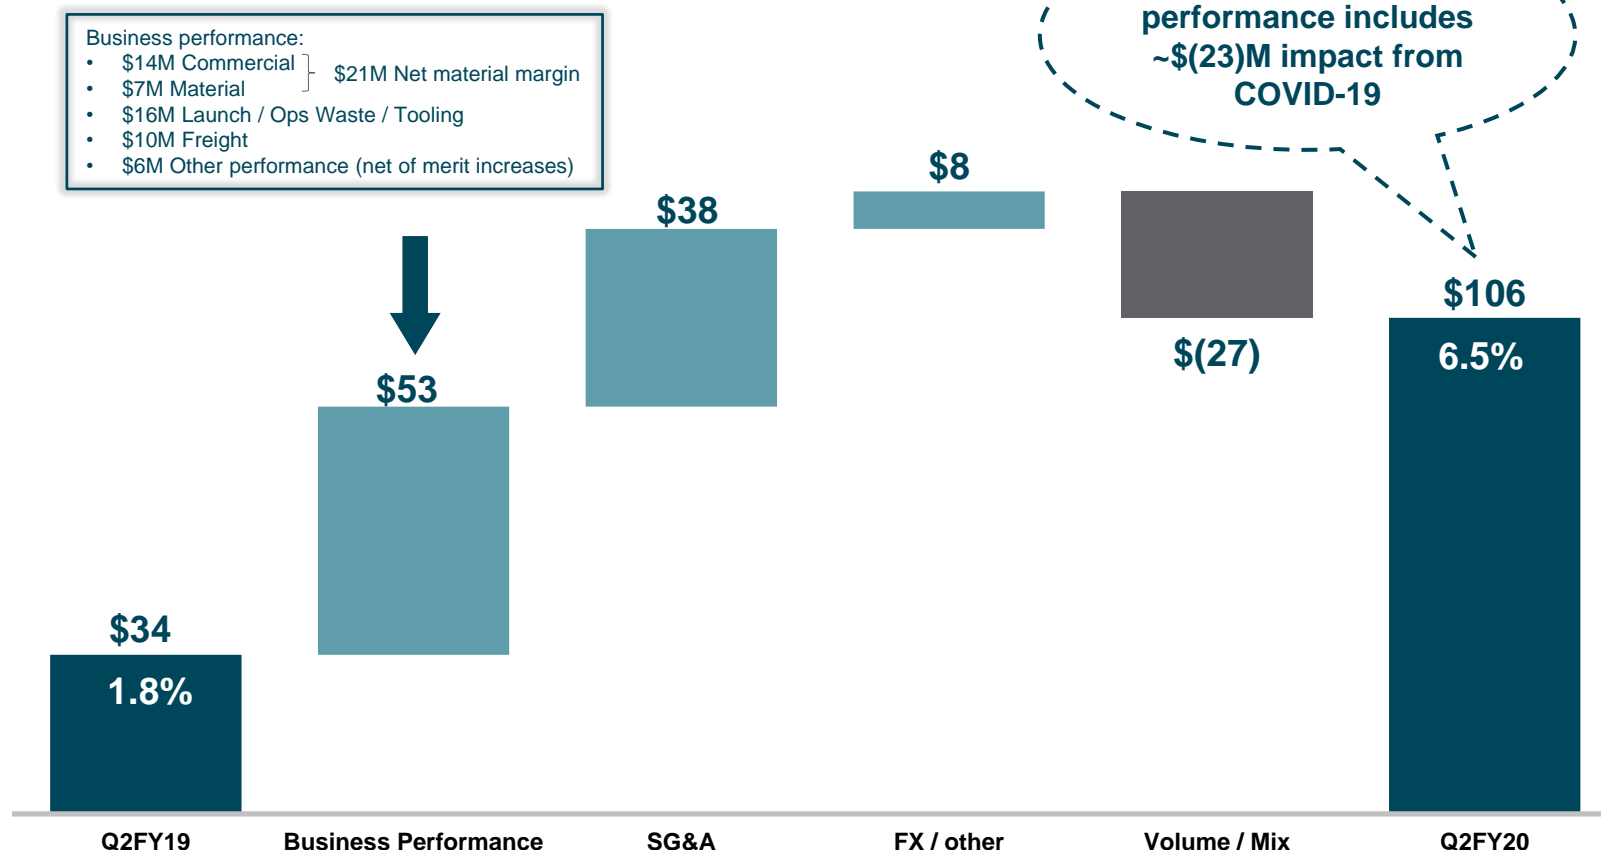 performance includes
~$(23)M impact from
COVID-19
Business performance:
• $14M Commercial
• $7M Material
$21M Net material margin
• $16M Launch / Ops Waste / Tooling
• $10M Freight
• $6M Other performance (net of merit increases)
$34
1.8%
$53
$38
$8
$(27)
$106
6.5%
Q2FY19
Business Performance
SG&A
FX / other
Volume / Mix
Q2FY20